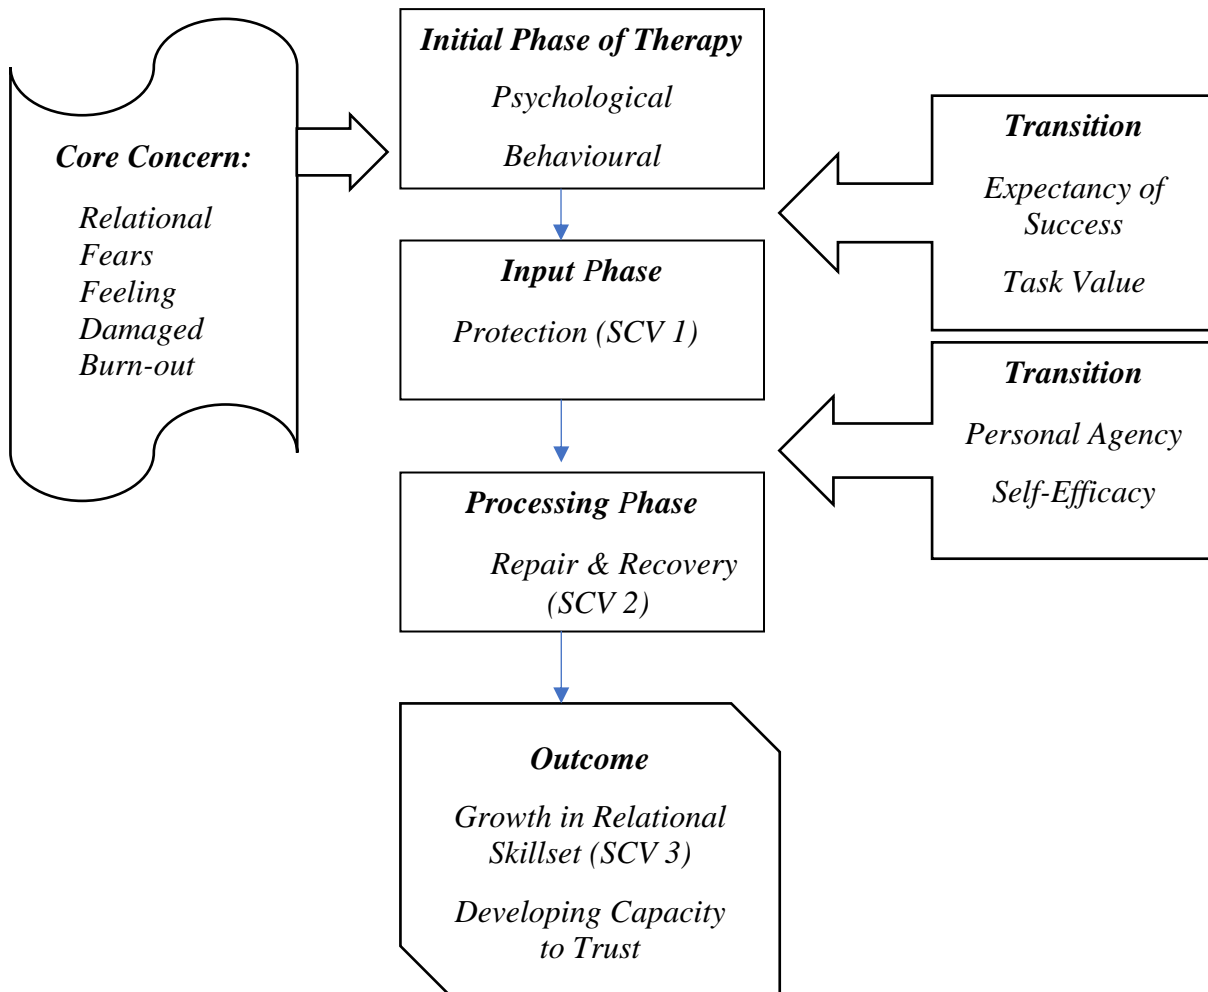 Core Concern:
Relational
Fears
Feeling
Damaged
Burn-out
Initial Phase of Therapy
Psychological
Behavioural
Input Phase
Protection (SCV 1)
Processing Phase
Repair & Recovery
(SCV 2)
Outcome
Growth in Relational
Skillset (SCV 3)
Developing Capacity
to Trust
Transition
Expectancy of
Success
Task Value
Transition
Personal Agency
Self-Efficacy